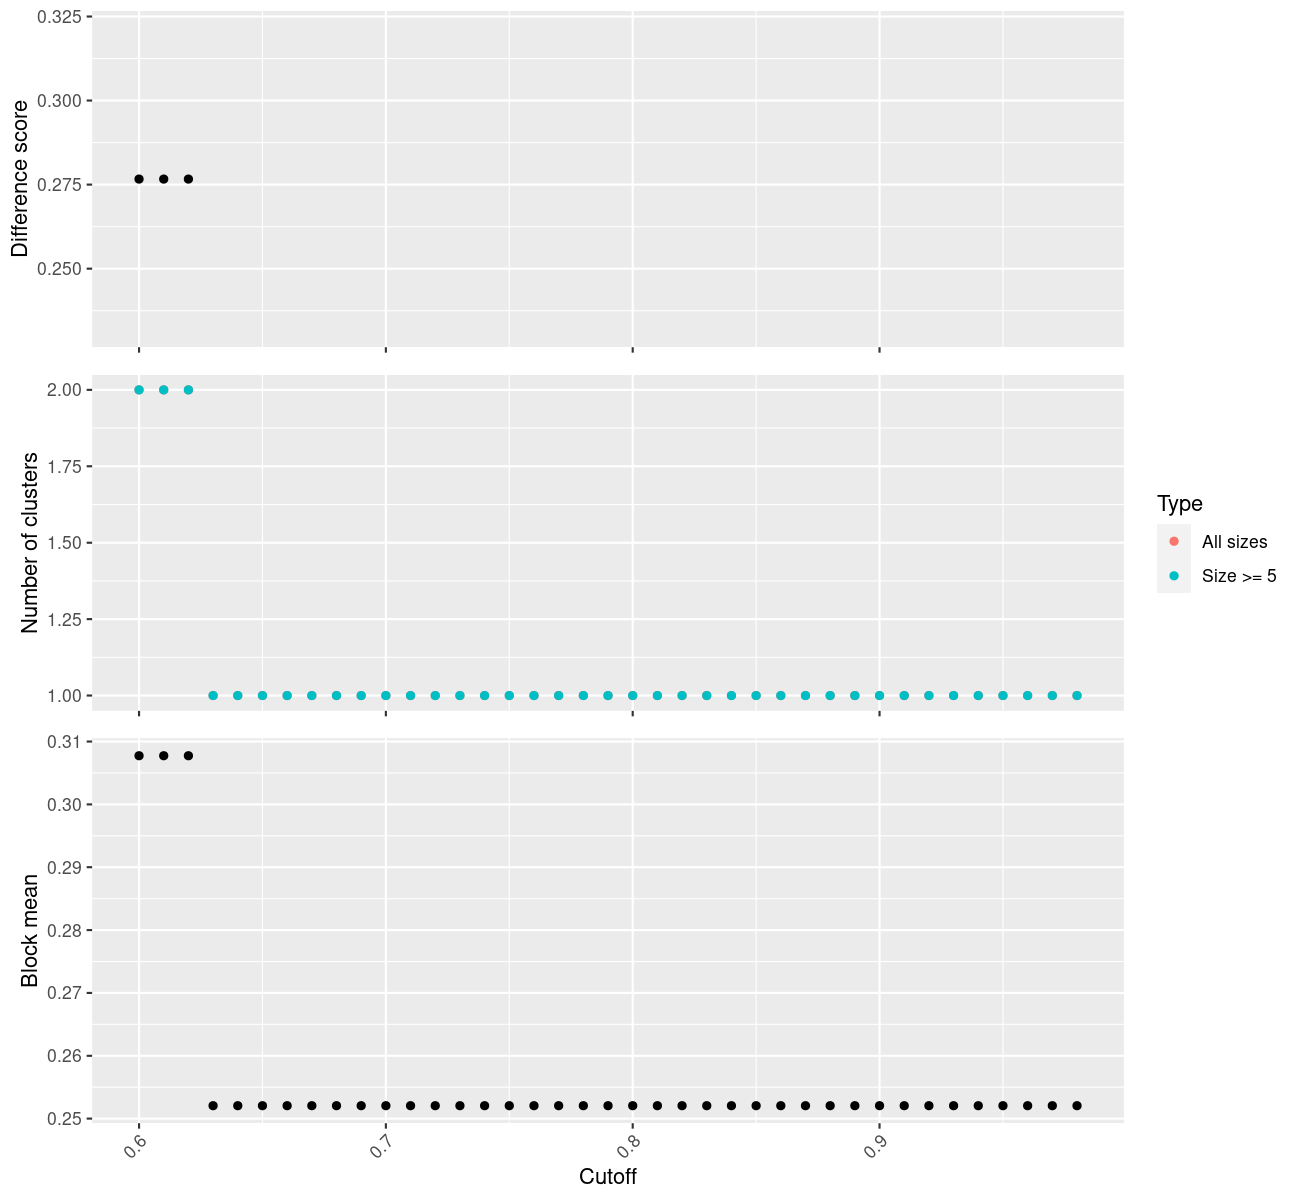 Difference score
0.325
0.300
0.275
0.250
Number of clusters
2.00
1.75
1.50
1.25
1.00
Type
All sizes
Size >= 5
Block mean
0.31
0.30
0.29
0.28
0.27
0.26
0.25
0.6
0.7
0.8
0.9
Cutoff